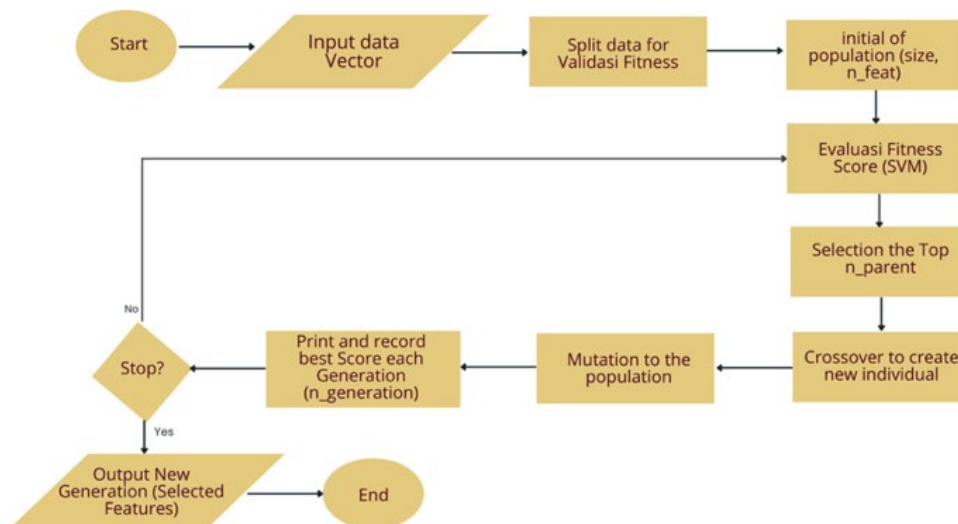 Start
Input data
Vector
Split data for
Validasi Fitness
initial of
population (size,
n_feat)
Evaluasi Fitness
Score (SVM)
Selection the Top
n_parent
Crossover to create
new individual
Mutation to the
population
Print and record
best Score each
Generation
(n_generation)
Stop?
No
Yes
Output New
Generation (Selected
Features)
End